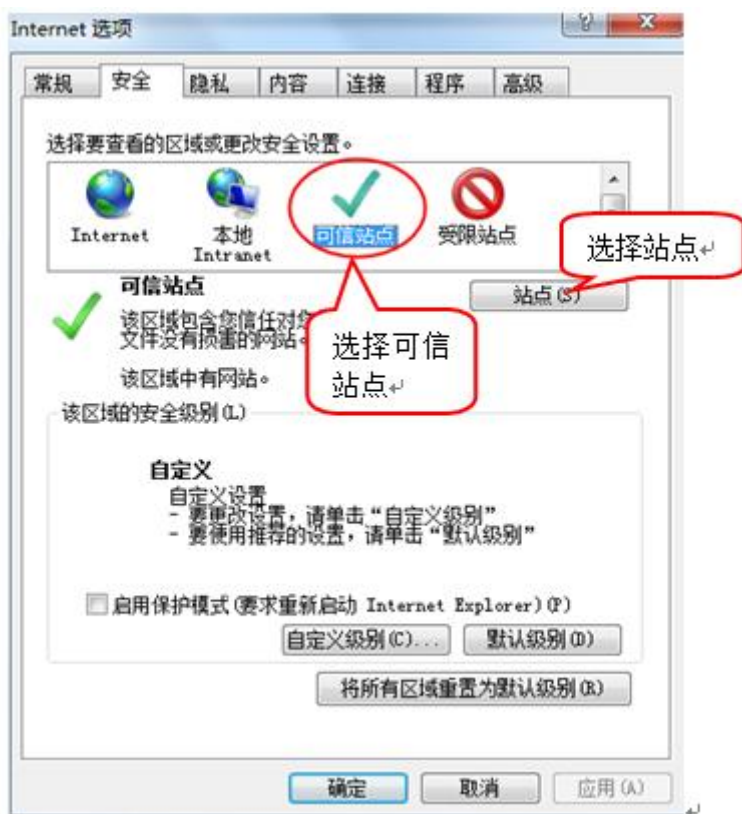 Internet 选项
常规 安全 隐私 内容 连接 程序 高级
选择要查看的区域或更改安全设置。
Internet 本地 Intranet 可信站点 受限站点
选择站点
可信站点
站点(S)
该区域包含您信任对您
文件没有损害的网站。
选择可信
站点
该区域中有网站。
该区域的安全级别(L)
自定义
自定义设置
- 要更改设置，请单击“自定义级别”
- 要使用推荐的设置，请单击“默认级别”
启用保护模式(要求重新启动 Internet Explorer)(P)
自定义级别(C)... 默认级别(D)
将所有区域重置为默认级别(R)
确定 取消 应用(A)